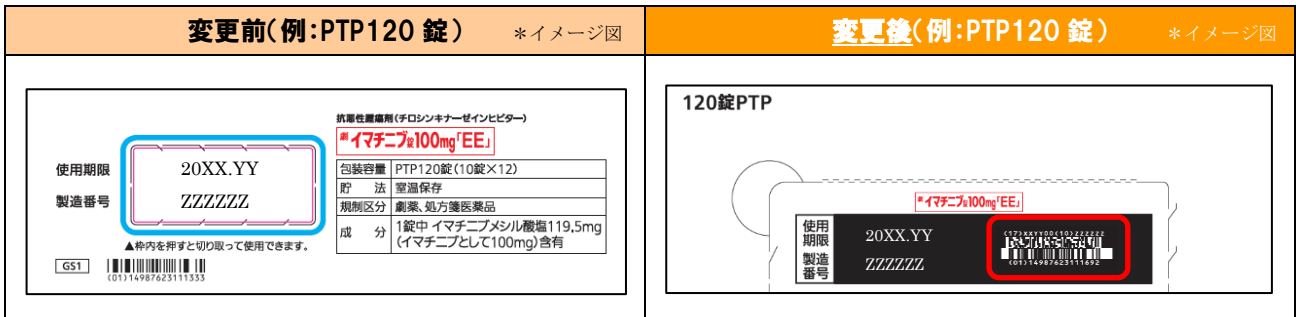 変更前(例:PTP120 錠) *イメージ図
変更後(例:PTP120 錠) *イメージ図
抗悪性腫瘍剤(チロシンキナーゼインヒビター)
劇 イマチニブ錠100mg「EE」
使用期限 20XX.YY
製造番号 ZZZZZZ
▲枠内を押すと切り取って使用できます。
GS1
(01)14987623111333
包装容量 PTP120錠(10錠×12)
貯 法 室温保存
規制区分 劇薬、処方箋医薬品
成 分 1錠中 イマチニブメシル酸塩119.5mg
(イマチニブとして100mg)含有
120錠PTP
劇 イマチニブ錠100mg「EE」
使用
期限 20XX.YY
製造
番号 ZZZZZZ
(17)XXYY00(10)ZZZZZZ
(01)14987623111692